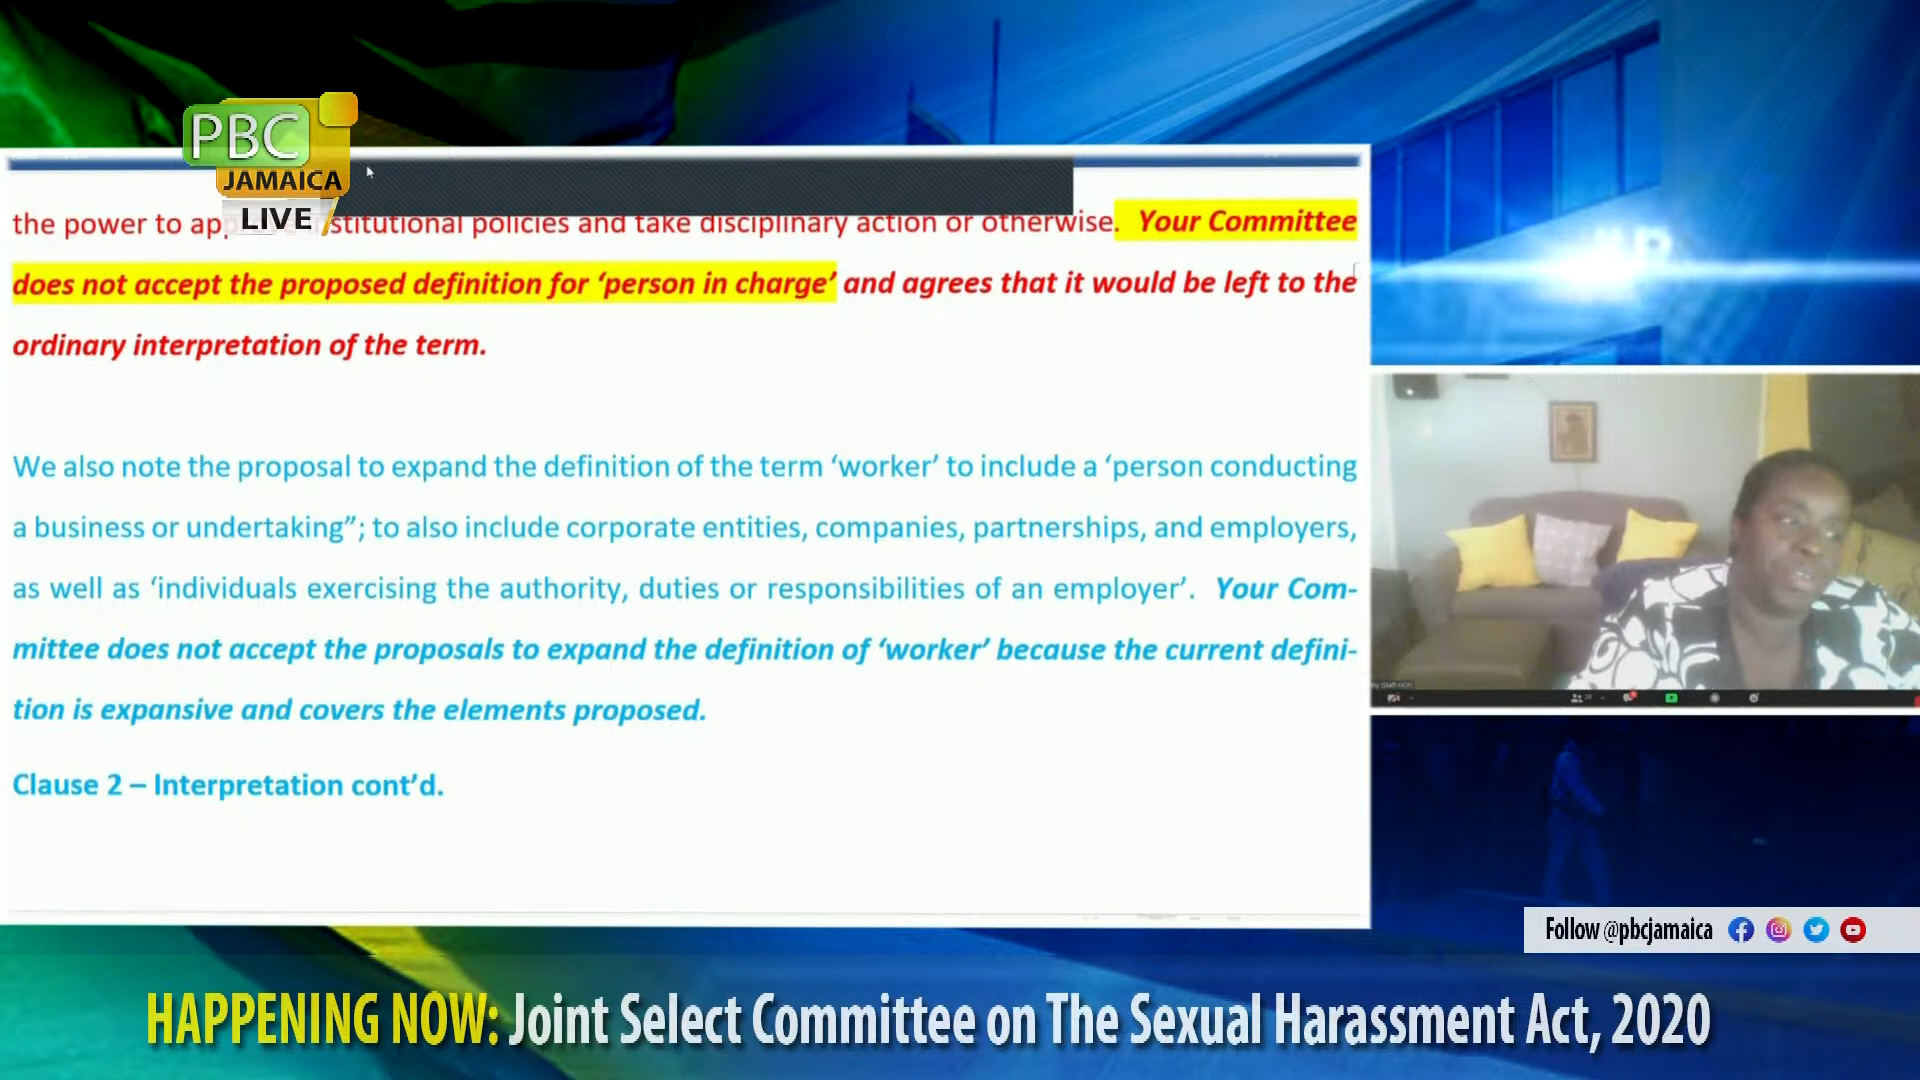 PBC
JAMAICA
LIVE
the power to stitutional policies and take disciplinary action or otherwise. Your Committee
does not accept the proposed definition for ‘person in charge’ and agrees that it would be left to the
ordinary interpretation of the term.
We also note the proposal to expand the definition of the term ‘worker’ to include a ‘person conducting
a business or undertaking”; to also include corporate entities, companies, partnerships, and employers,
as well as ‘individuals exercising the authority, duties or responsibilities of an employer’. Your Com-
mittee does not accept the proposals to expand the definition of ‘worker’ because the current defini-
tion is expansive and covers the elements proposed.
Clause 2 – Interpretation cont’d.
Follow @pbcjamaica
HAPPENING NOW: Joint Select Committee on The Sexual Harassment Act, 2020